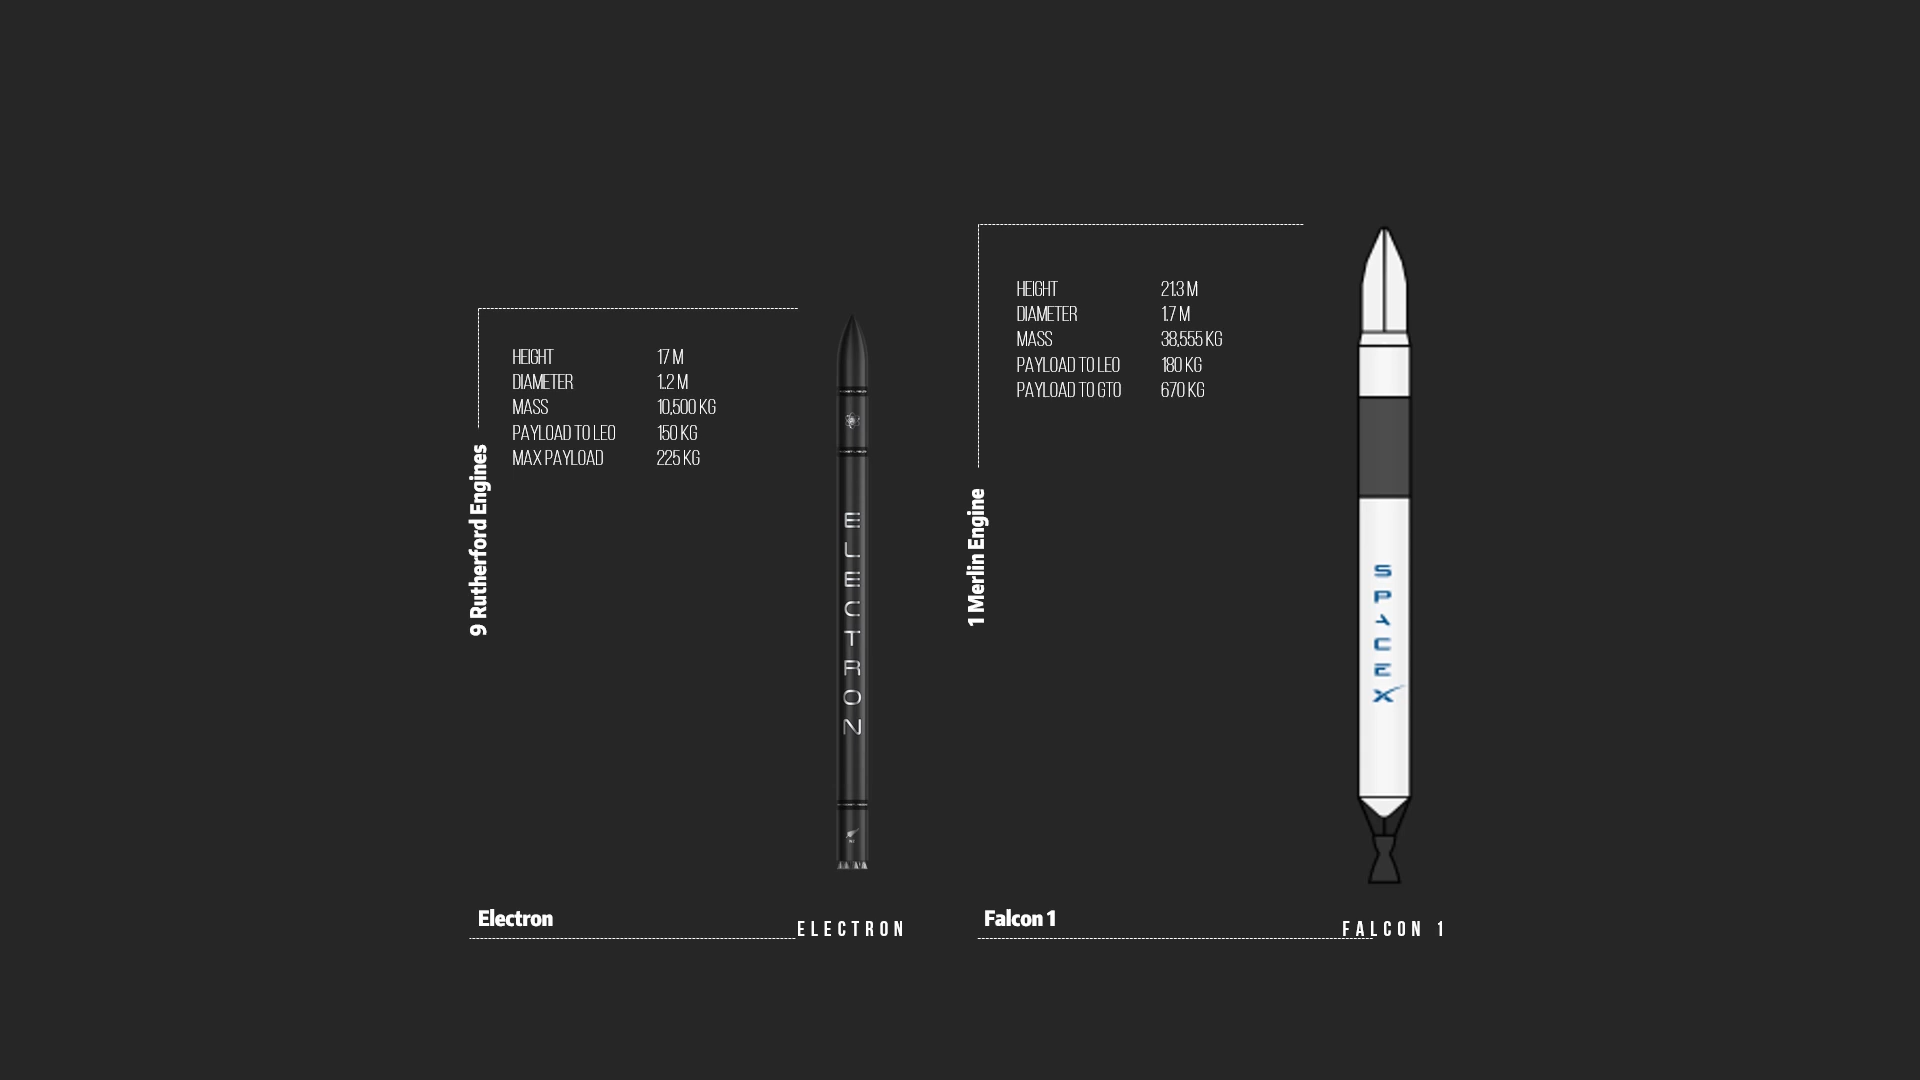 9 Rutherford Engines
HEIGHT 17 M
DIAMETER 1.2 M
MASS 10,500 KG
PAYLOAD TO LEO 150 KG
MAX PAYLOAD 225 KG
ELECTRON
Electron
ELECTRON
1 Merlin Engine
HEIGHT 21.3 M
DIAMETER 1.7 M
MASS 38,555 KG
PAYLOAD TO LEO 180 KG
PAYLOAD TO GTO 670 KG
SPACEX
Falcon 1
FALCON 1